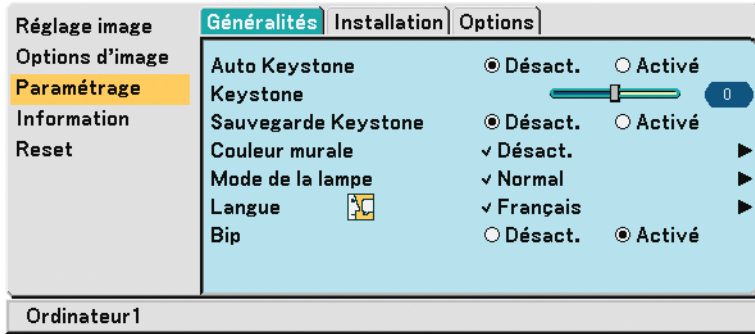 Réglage image
Options d'image
Paramétrage
Information
Reset
Généralités Installation Options
Auto Keystone Désact. Activé
Keystone 0
Sauvegarde Keystone Désact. Activé
Couleur murale ✓ Désact.
Mode de la lampe ✓ Normal
Langue ✓ Français
Bip Désact. Activé
Ordinateur1